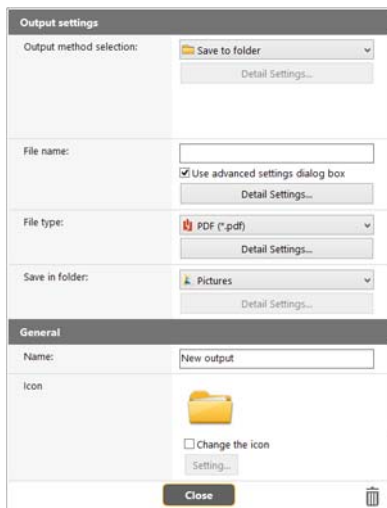 Output settings
Output method selection:
Save to folder
Detail Settings...
File name:
Use advanced settings dialog box
Detail Settings...
File type:
PDF (*.pdf)
Detail Settings...
Save in folder:
Pictures
Detail Settings...
General
Name:
New output
Icon
Change the icon
Setting...
Close